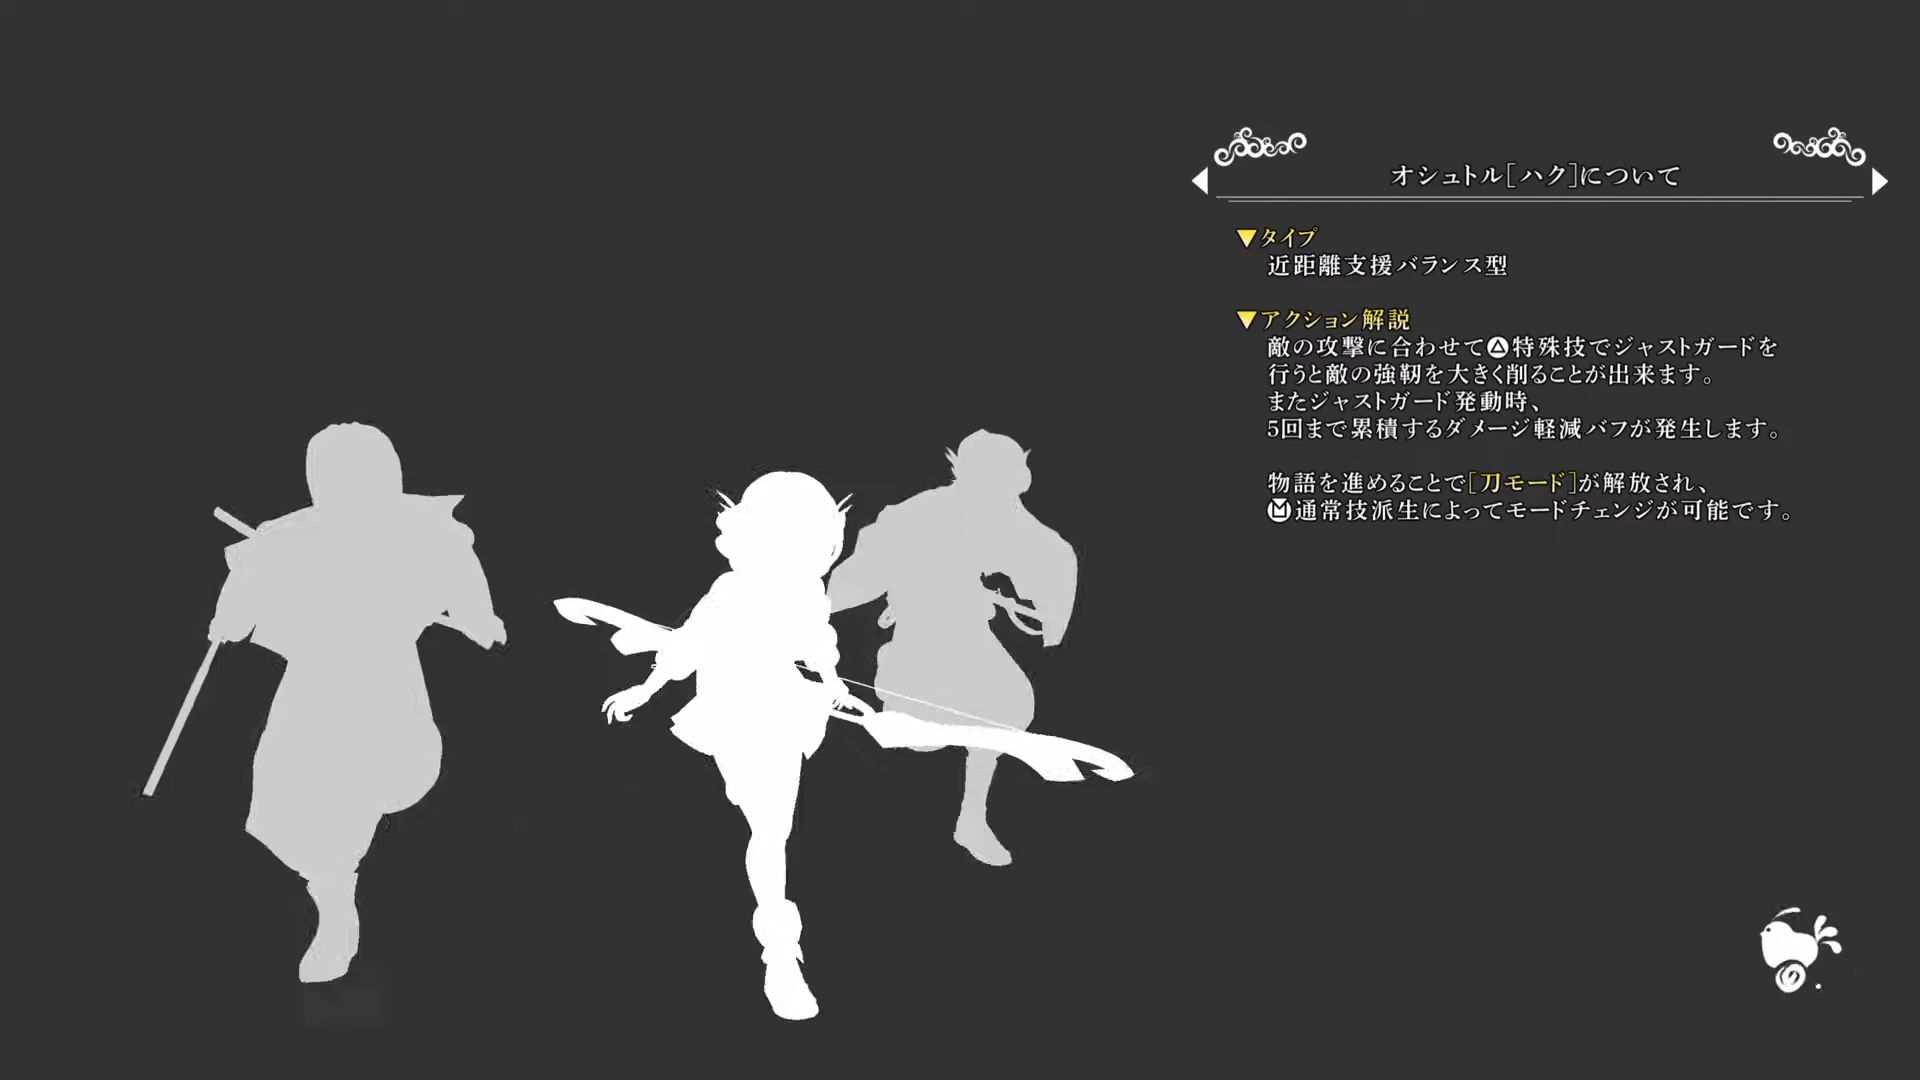 オシュトル[ハク]について
▼タイプ
近距離支援バランス型
▼アクション解説
敵の攻撃に合わせて△特殊技でジャストガードを
行うと敵の強靭を大きく削ることが出来ます。
またジャストガード発動時、
5回まで累積するダメージ軽減バフが発生します。
物語を進めることで[刀モード]が解放され、
□通常技派生によってモードチェンジが可能です。